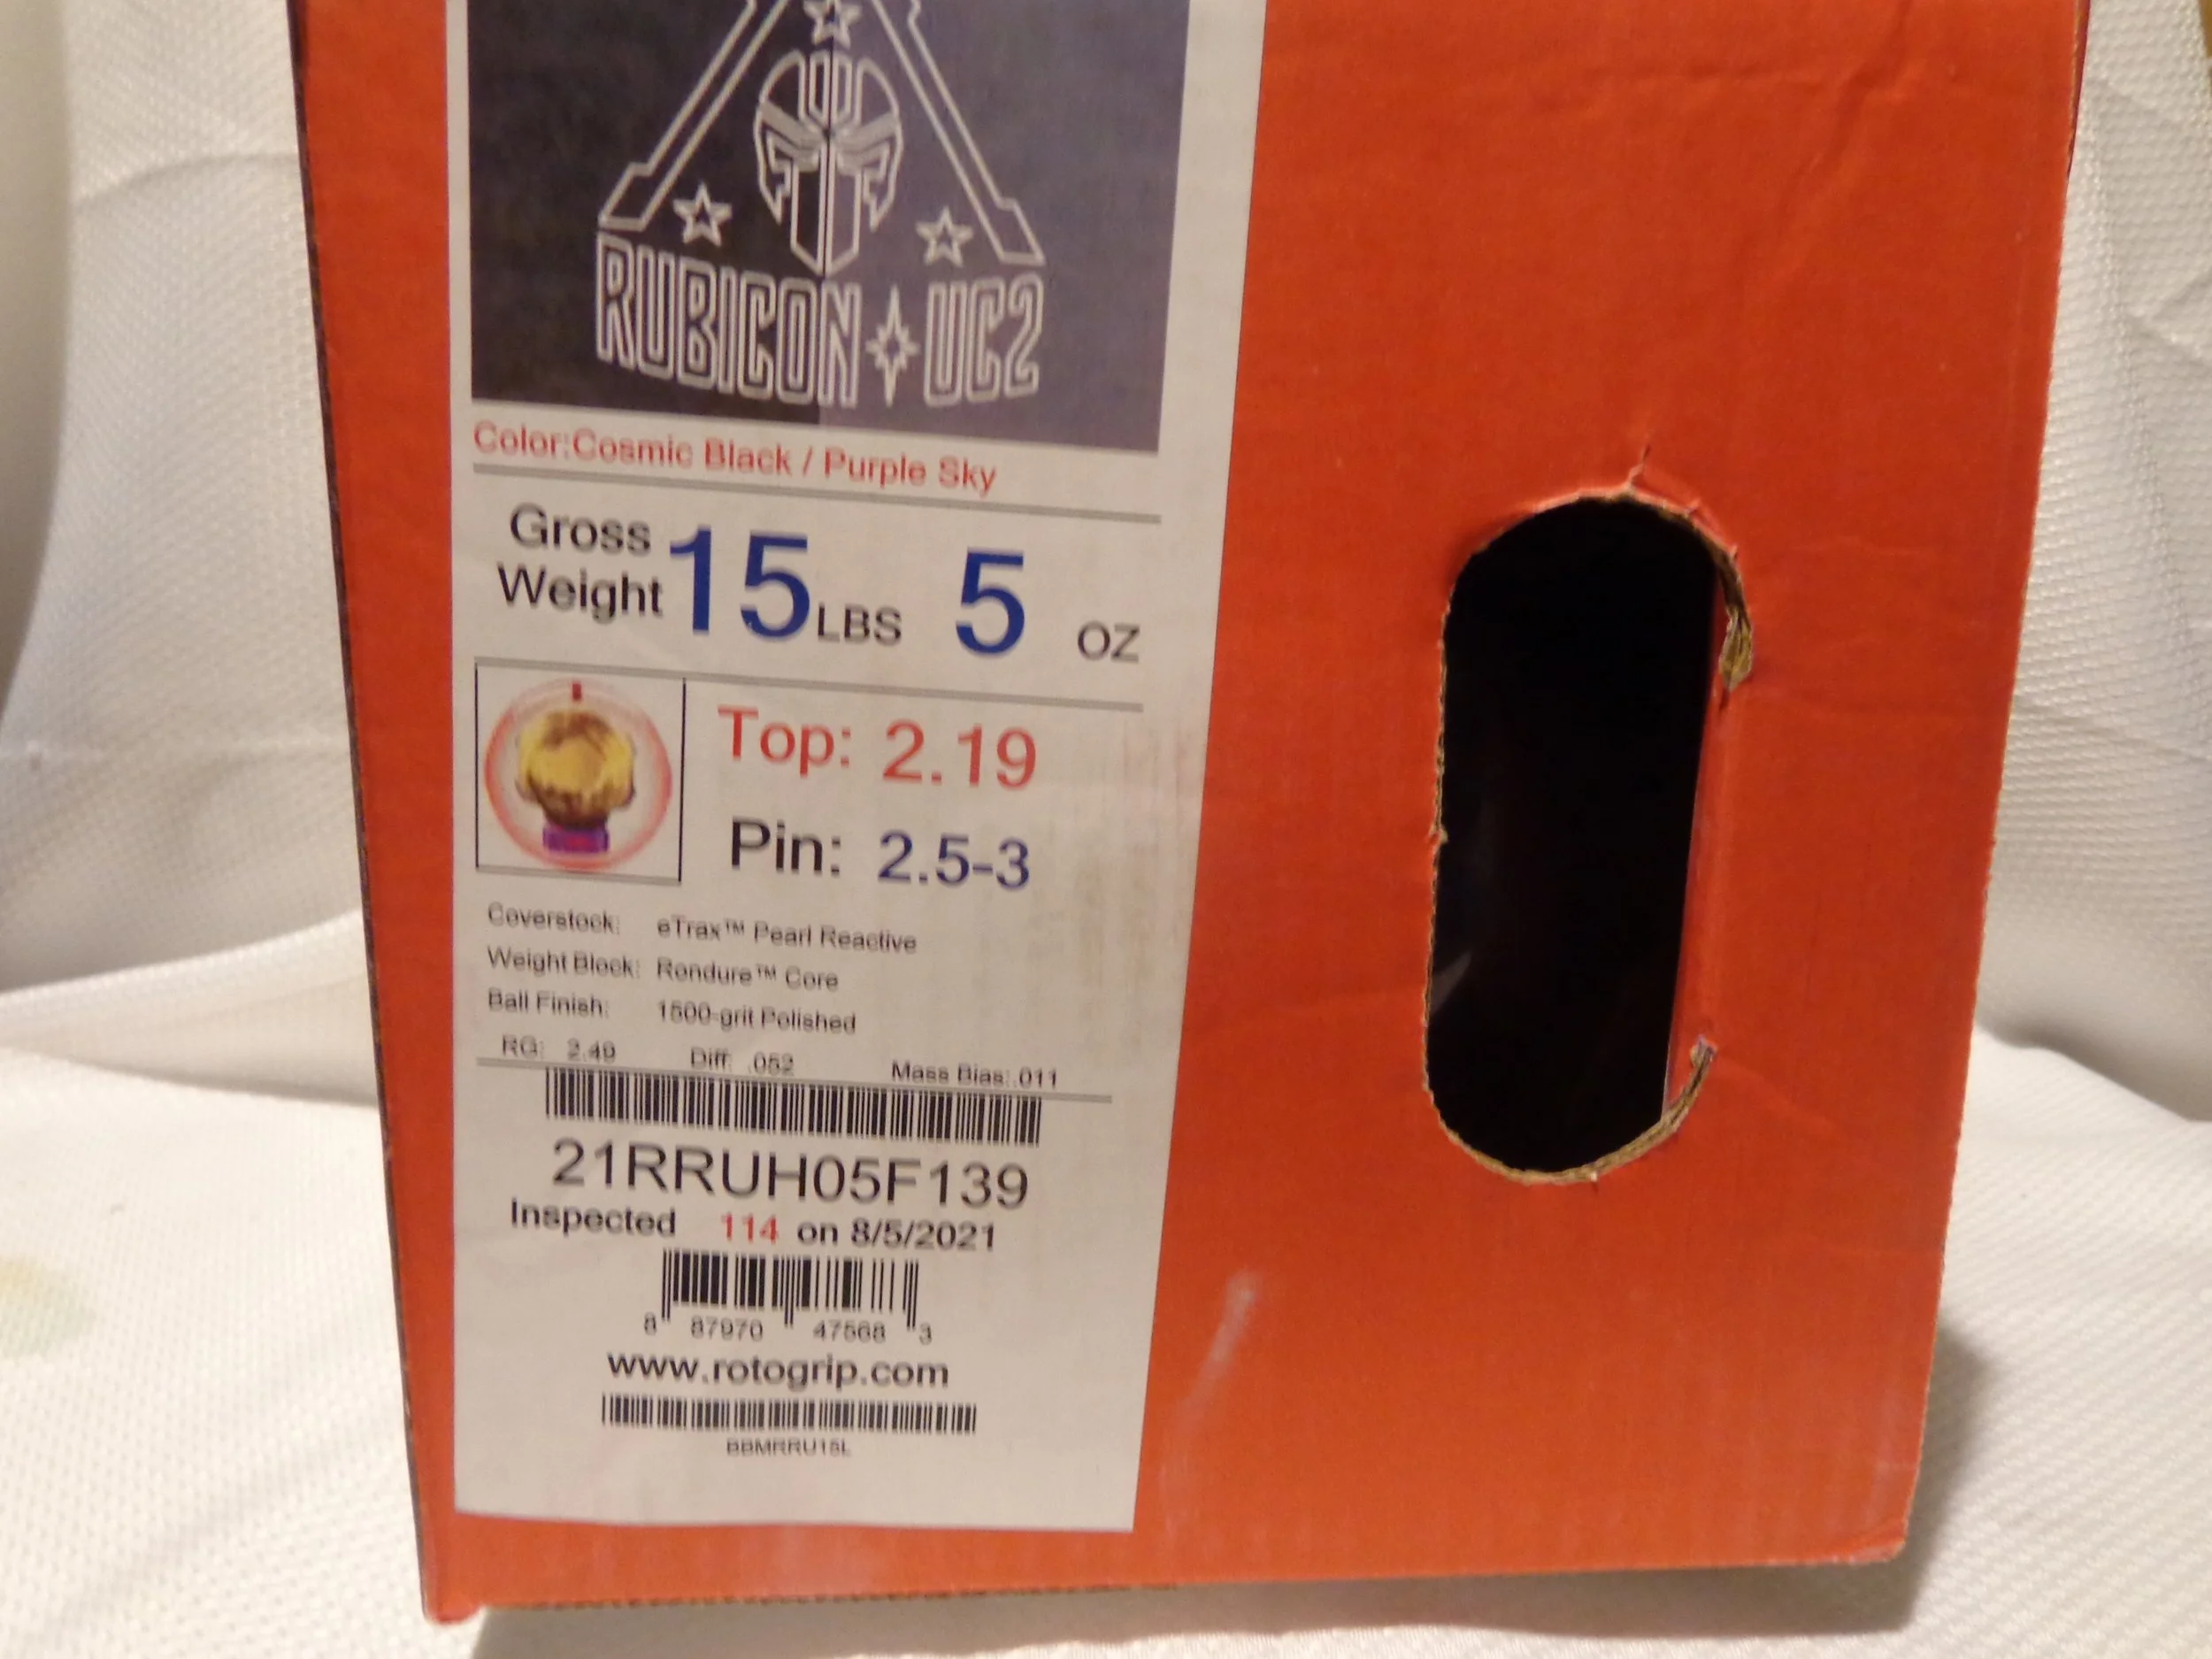 RUBICON UC2
Color:Cosmic Black / Purple Sky
Gross Weight 15 LBS 5 OZ
Top: 2.19
Pin: 2.5-3
Coverstock: eTrax™ Pearl Reactive
Weight Block: Rondure™ Core
Ball Finish: 1500-grit Polished
RG: 2.49 Diff: .052 Mass Bias: .011
21RRUH05F139
Inspected 114 on 8/5/2021
8 87970 47568 3
www.rotogrip.com
BBMRRU15L